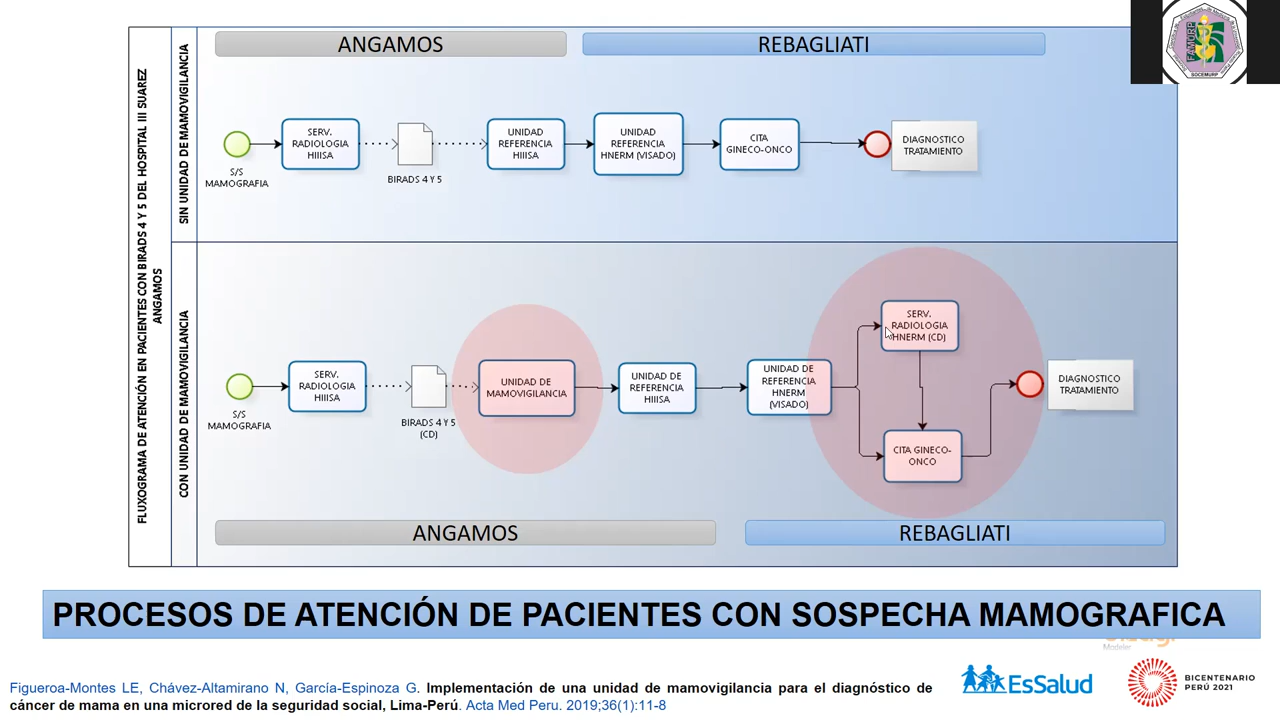 FLUXOGRAMA DE ATENCIÓN EN PACIENTES CON BIRADS 4 Y 5 DEL HOSPITAL III SUAREZ
ANGAMOS
SIN UNIDAD DE MAMOVIGILANCIA
ANGAMOS
REBAGLIATI
S/S
MAMOGRAFIA
SERV.
RADIOLOGIA
HIIISA
BIRADS 4 Y 5
UNIDAD
REFERENCIA
HIIISA
UNIDAD
REFERENCIA
HNERM (VISADO)
CITA
GINECO-ONCO
DIAGNOSTICO
TRATAMIENTO
CON UNIDAD DE MAMOVIGILANCIA
S/S
MAMOGRAFIA
SERV.
RADIOLOGIA
HIIISA
BIRADS 4 Y 5
(CD)
UNIDAD DE
MAMOVIGILANCIA
UNIDAD DE
REFERENCIA
HIIISA
UNIDAD DE
REFERENCIA
HNERM
(VISADO)
SERV.
RADIOLOGIA
HNERM (CD)
CITA GINECO-
ONCO
DIAGNOSTICO
TRATAMIENTO
ANGAMOS
REBAGLIATI
PROCESOS DE ATENCIÓN DE PACIENTES CON SOSPECHA MAMOGRAFICA
Modeler
Figueroa-Montes LE, Chávez-Altamirano N, García-Espinoza G. Implementación de una unidad de mamovigilancia para el diagnóstico de
cáncer de mama en una microred de la seguridad social, Lima-Perú. Acta Med Peru. 2019;36(1):11-8
EsSalud
BICENTENARIO
PERÚ 2021
FAMURP
SOCEMURP